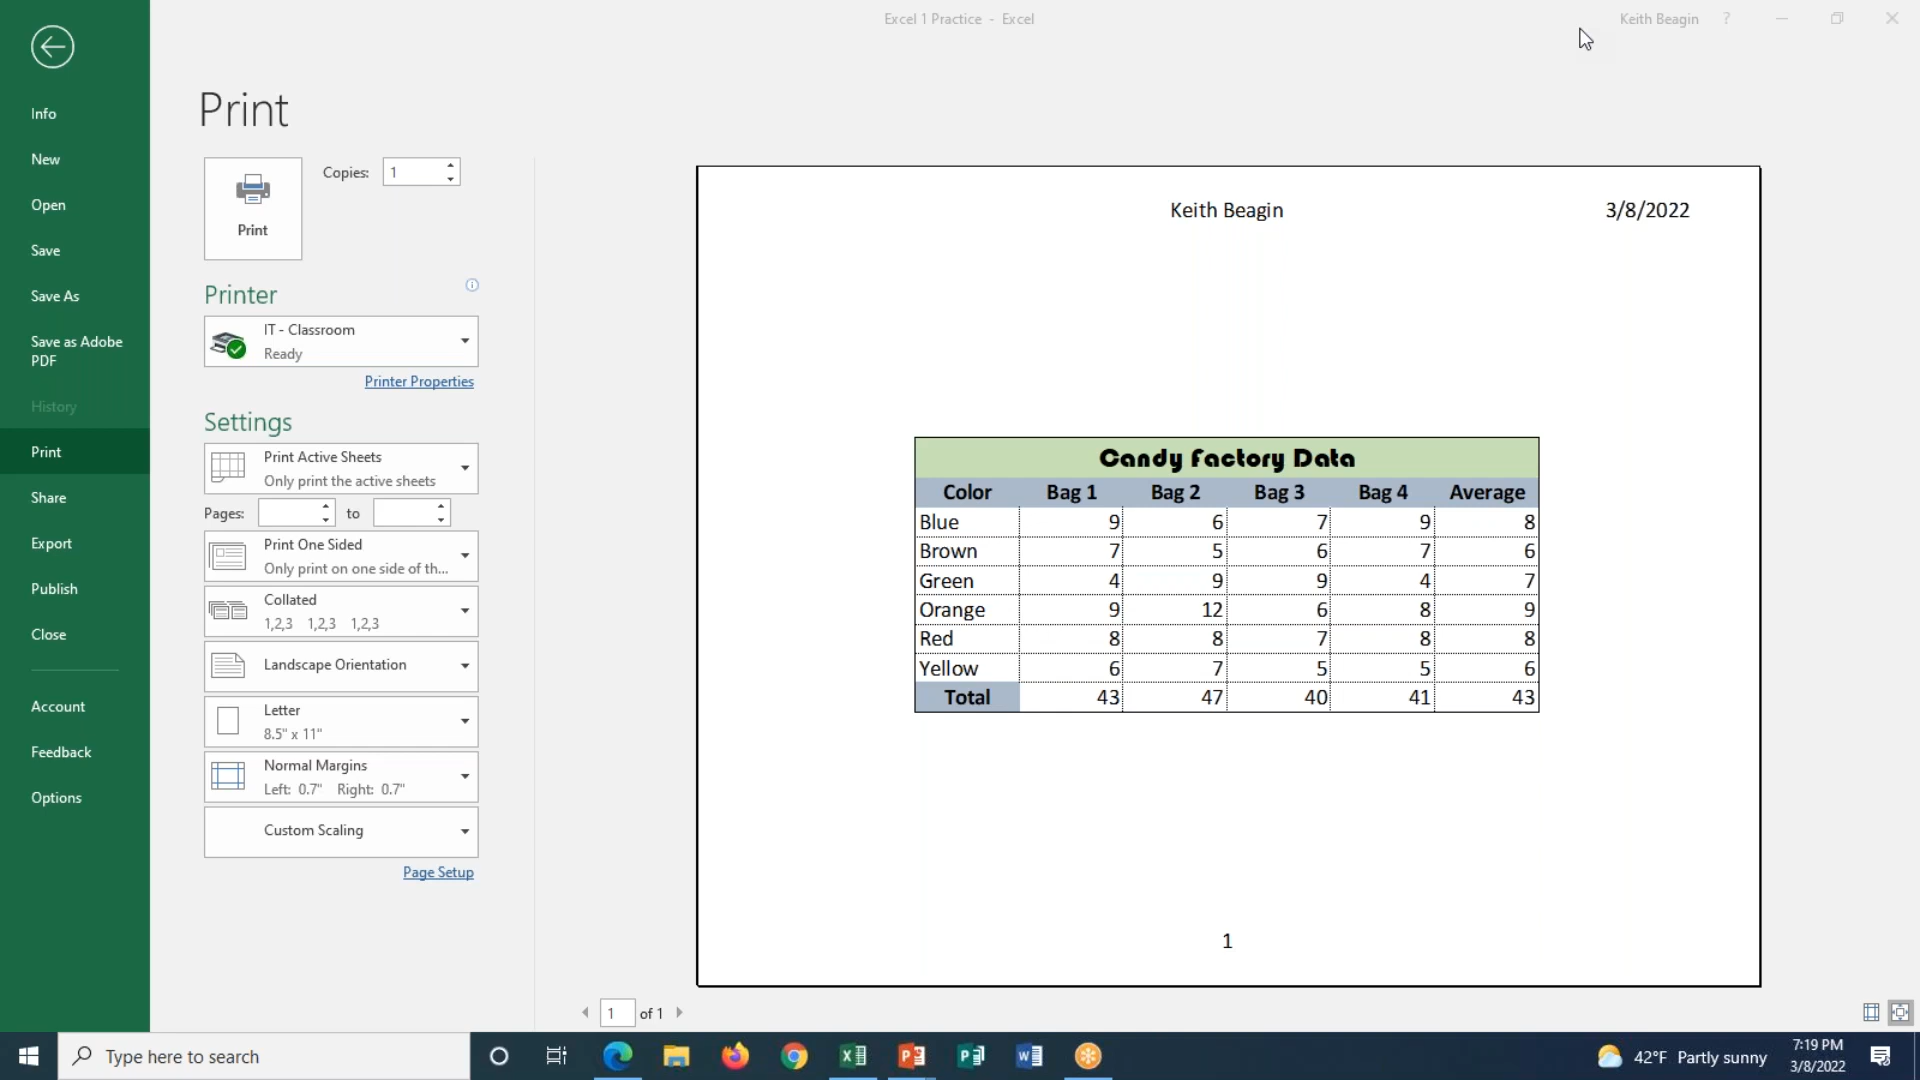 Excel 1 Practice - Excel
Keith Beagin ?
Info
New
Open
Save
Save As
Save as Adobe
PDF
History
Print
Share
Export
Publish
Close
Account
Feedback
Options
Print
Print
Copies: 1
Printer
IT - Classroom
Ready
Printer Properties
Settings
Print Active Sheets
Only print the active sheets
Pages: to
Print One Sided
Only print on one side of th...
Collated
1,2,3 1,2,3 1,2,3
Landscape Orientation
Letter
8.5" x 11"
Normal Margins
Left: 0.7" Right: 0.7"
Custom Scaling
Page Setup
Keith Beagin 3/8/2022
Candy Factory Data
Color Bag 1 Bag 2 Bag 3 Bag 4 Average
Blue 9 6 7 9 8
Brown 7 5 6 7 6
Green 4 9 9 4 7
Orange 9 12 6 8 9
Red 8 8 7 8 8
Yellow 6 7 5 5 6
Total 43 47 40 41 43
1
1 of 1
Type here to search
42°F Partly sunny
7:19 PM
3/8/2022